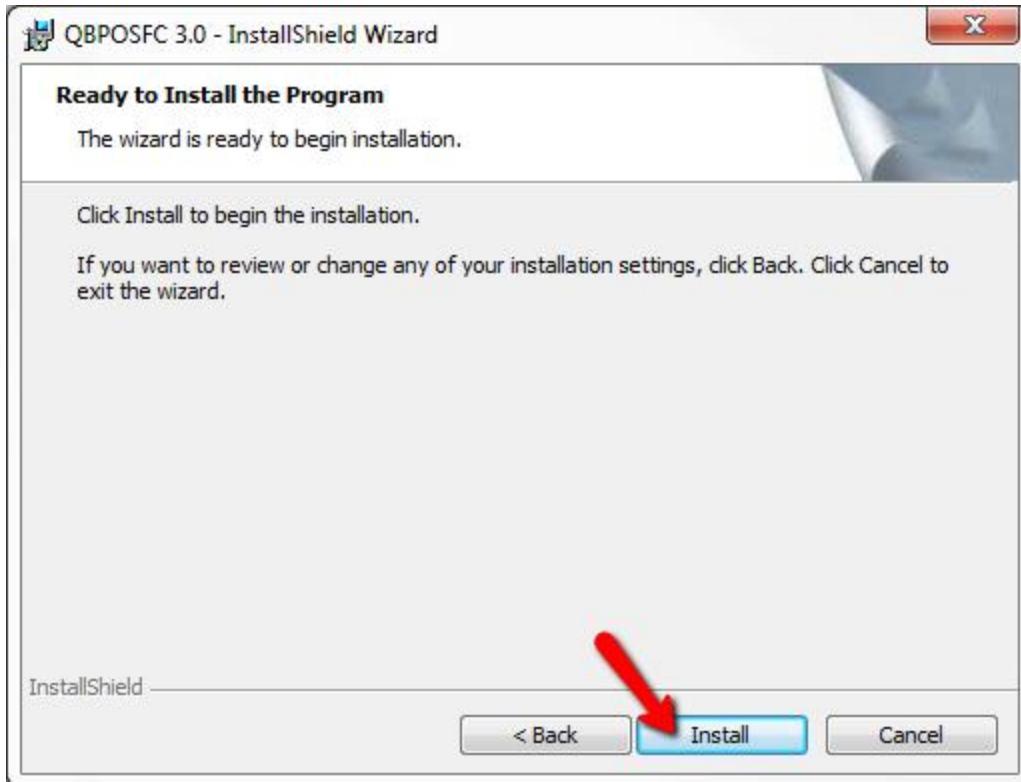 QBPOSFC 3.0 - InstallShield Wizard
Ready to Install the Program
The wizard is ready to begin installation.
Click Install to begin the installation.
If you want to review or change any of your installation settings, click Back. Click Cancel to
exit the wizard.
InstallShield
< Back Install Cancel